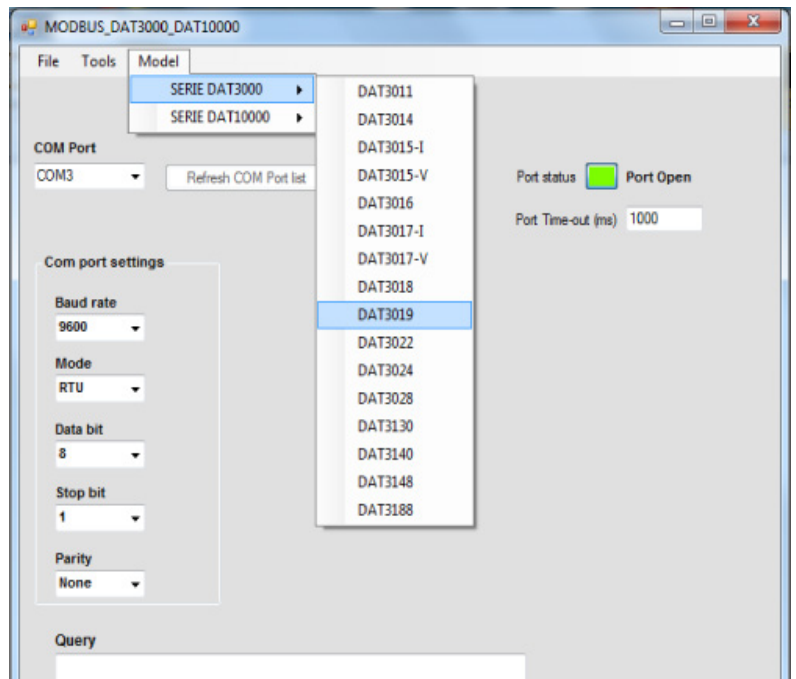 MODBUS_DAT3000_DAT10000
File Tools Model
SERIE DAT3000
SERIE DAT10000
DAT3011
DAT3014
DAT3015-I
DAT3015-V
DAT3016
DAT3017-I
DAT3017-V
DAT3018
DAT3019
DAT3022
DAT3024
DAT3028
DAT3130
DAT3140
DAT3148
DAT3188
COM Port
COM3
Refresh COM Port list
Port status Port Open
Port Time-out (ms) 1000
Com port settings
Baud rate
9600
Mode
RTU
Data bit
8
Stop bit
1
Parity
None
Query